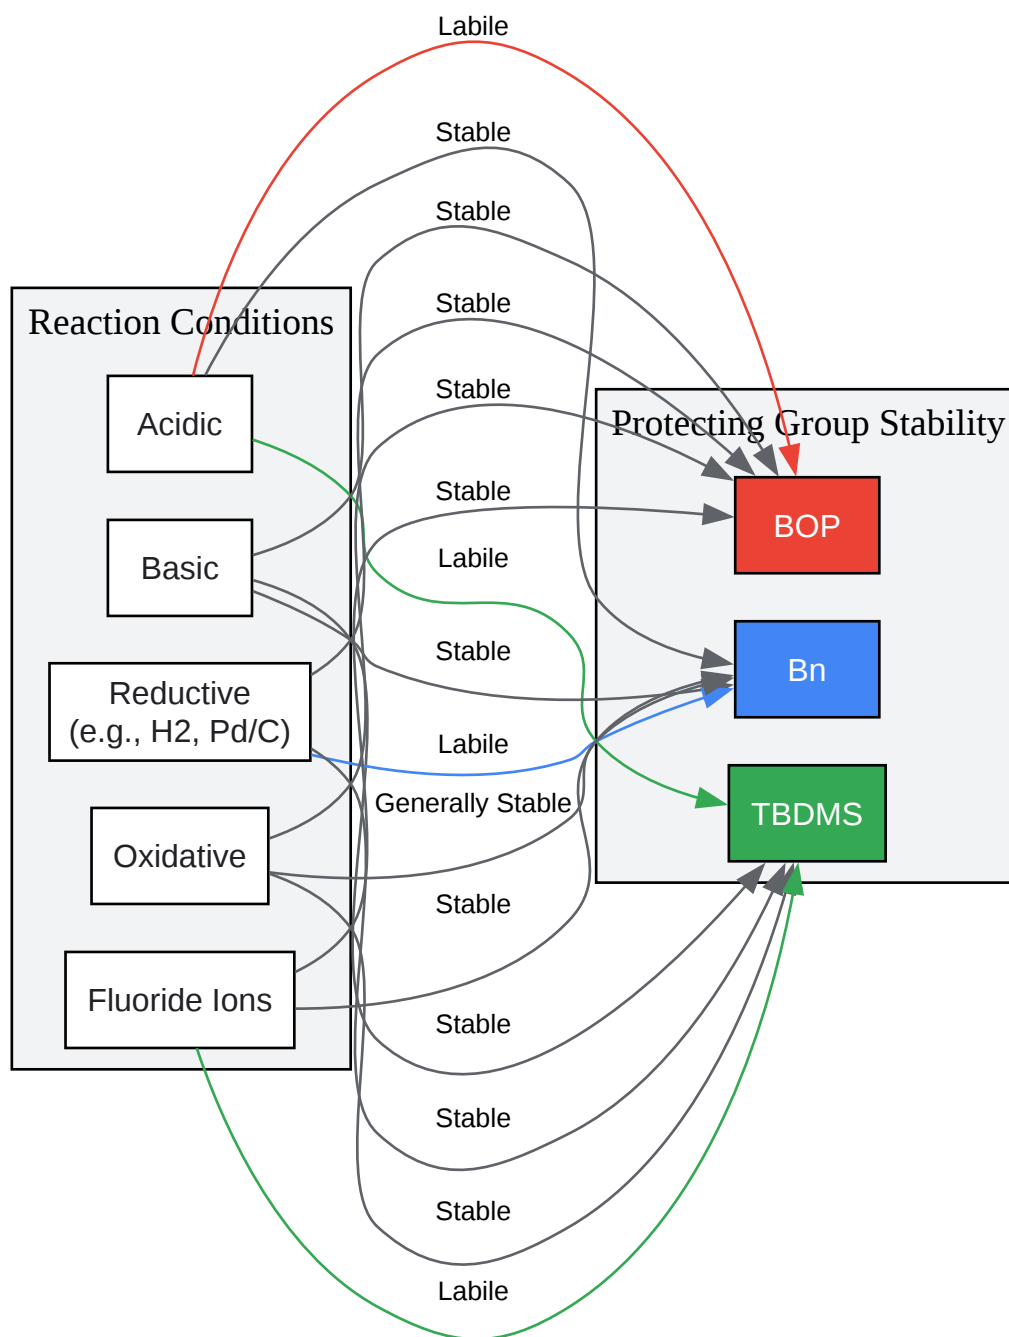 Labile
Stable
Stable
Stable
Stable
Stable
Labile
Stable
Labile
Generally Stable
Stable
Stable
Stable
Stable
Labile
Reaction Conditions
Acidic
Basic
Reductive
(e.g., H2, Pd/C)
Oxidative
Fluoride Ions
Protecting Group Stability
BOP
Bn
TBDMS